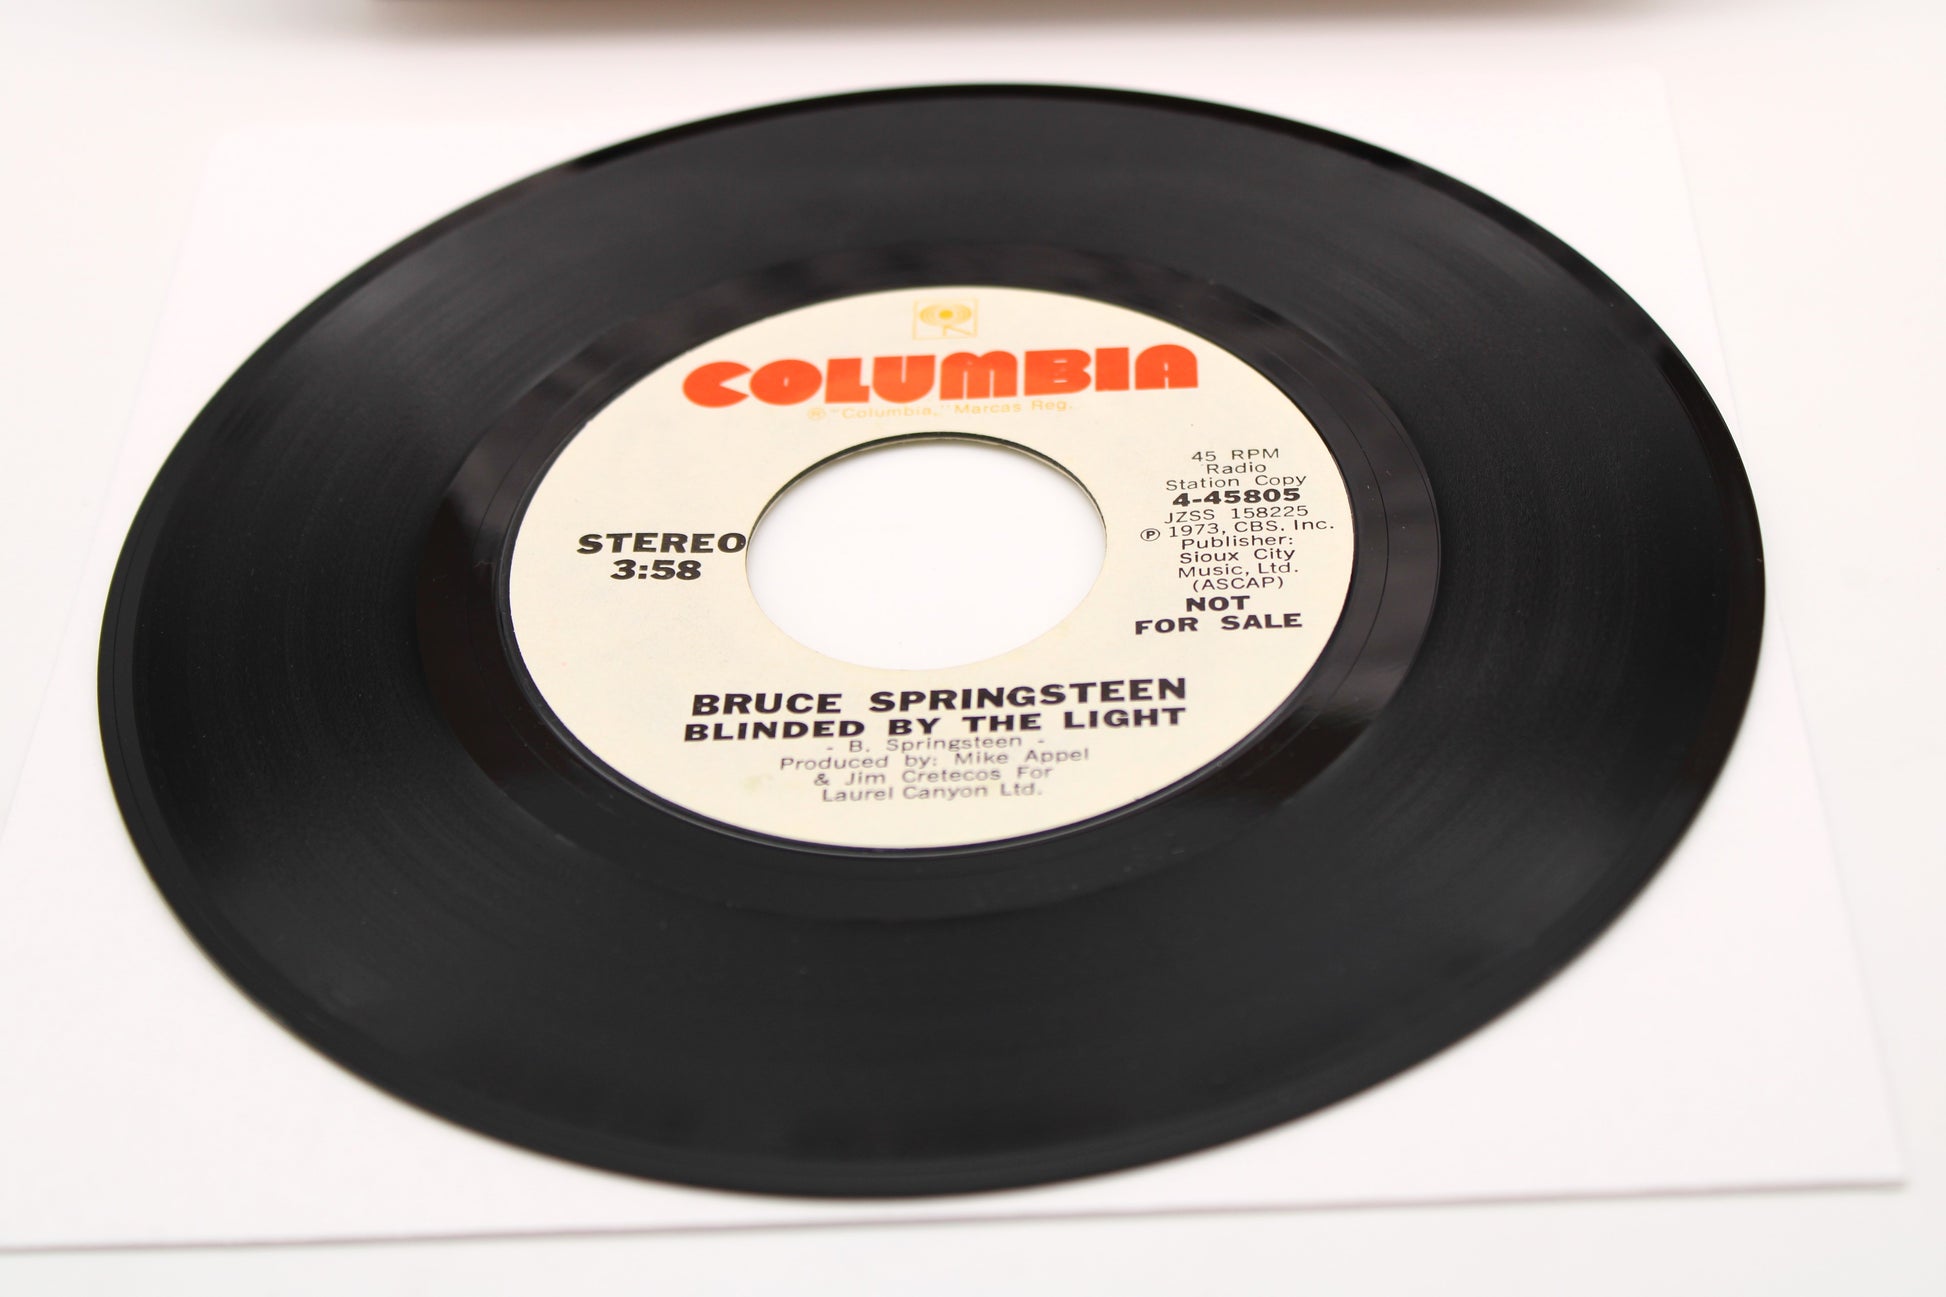 COLUMBIA
® "Columbia," Marcas Reg.
STEREO
3:58
45 RPM
Radio
Station Copy
4-45805
JZSS 158225
℗ 1973, CBS. Inc.
Publisher:
Sioux City
Music, Ltd.
(ASCAP)
NOT
FOR SALE
BRUCE SPRINGSTEEN
BLINDED BY THE LIGHT
- B. Springsteen -
Produced by: Mike Appel
& Jim Cretecos For
Laurel Canyon Ltd.